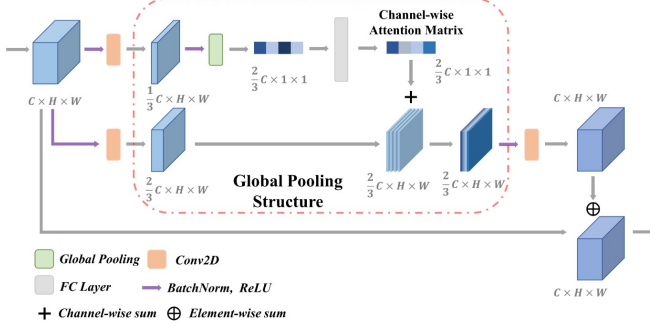 Channel-wise
Attention Matrix
C × H × W
1/3 C × H × W
2/3 C × 1 × 1
2/3 C × 1 × 1
+
C × H × W
2/3 C × H × W
Global Pooling
Structure
2/3 C × H × W
2/3 C × H × W
⊕
Global Pooling
Conv2D
FC Layer
BatchNorm, ReLU
+ Channel-wise sum
⊕ Element-wise sum
C × H × W